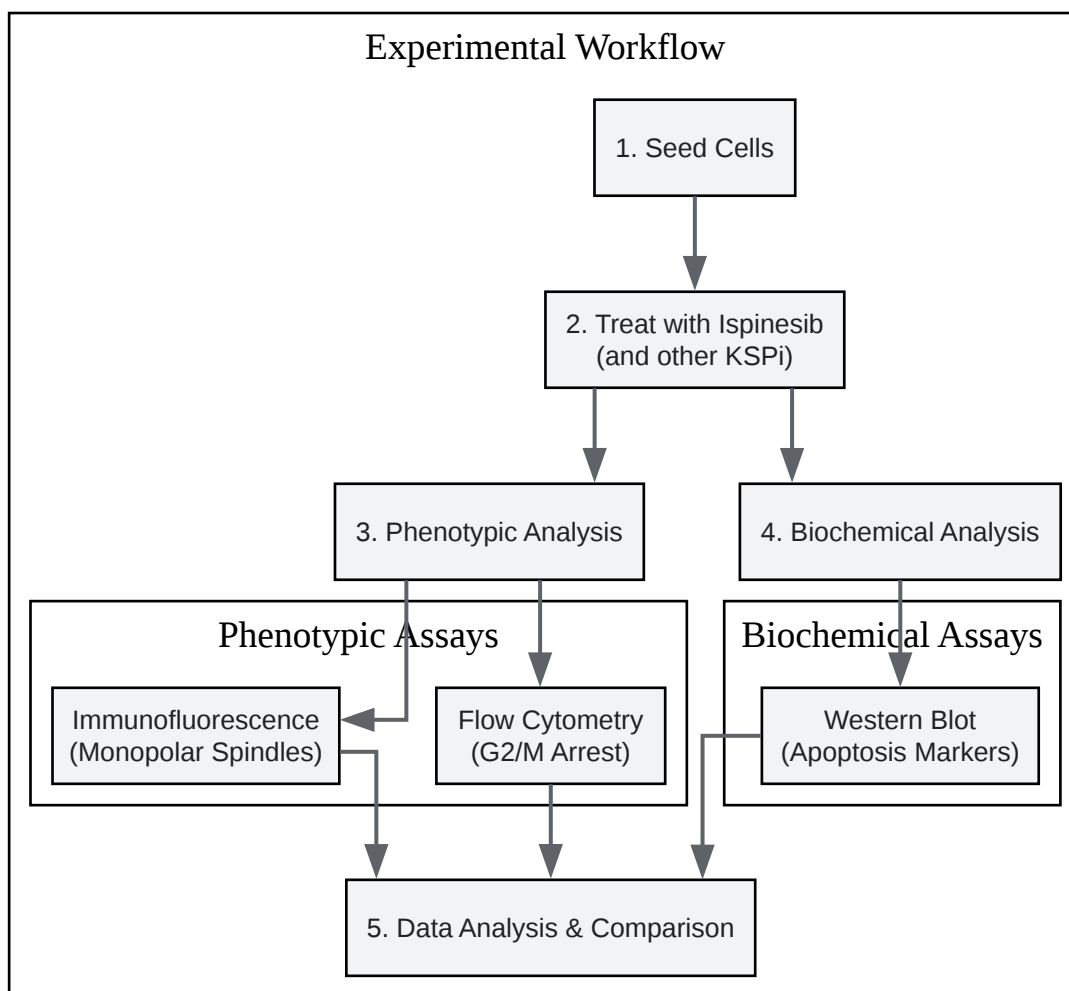 Experimental Workflow
1. Seed Cells
2. Treat with Ispinesib
(and other KSPi)
3. Phenotypic Analysis
4. Biochemical Analysis
Phenotypic Assays
Biochemical Assays
Immunofluorescence
(Monopolar Spindles)
Flow Cytometry
(G2/M Arrest)
Western Blot
(Apoptosis Markers)
5. Data Analysis & Comparison